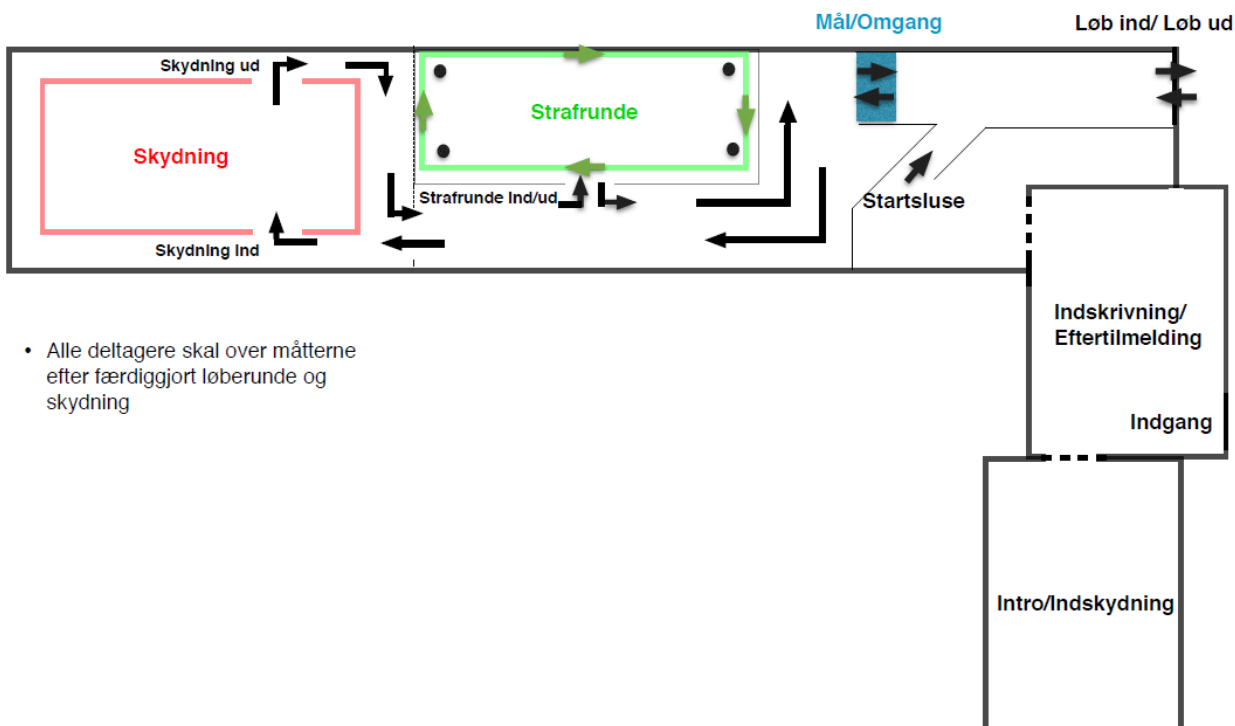 Mål/Omgang
Løb ind/ Løb ud
Skydning ud
Strafrunde
Skydning
Strafrunde Ind/ud
Startsluse
Skydning Ind
Indskrivning/
Eftertilmelding
• Alle deltagere skal over måtterne
efter færdiggjort løberunde og
skydning
Indgang
Intro/Indskydning